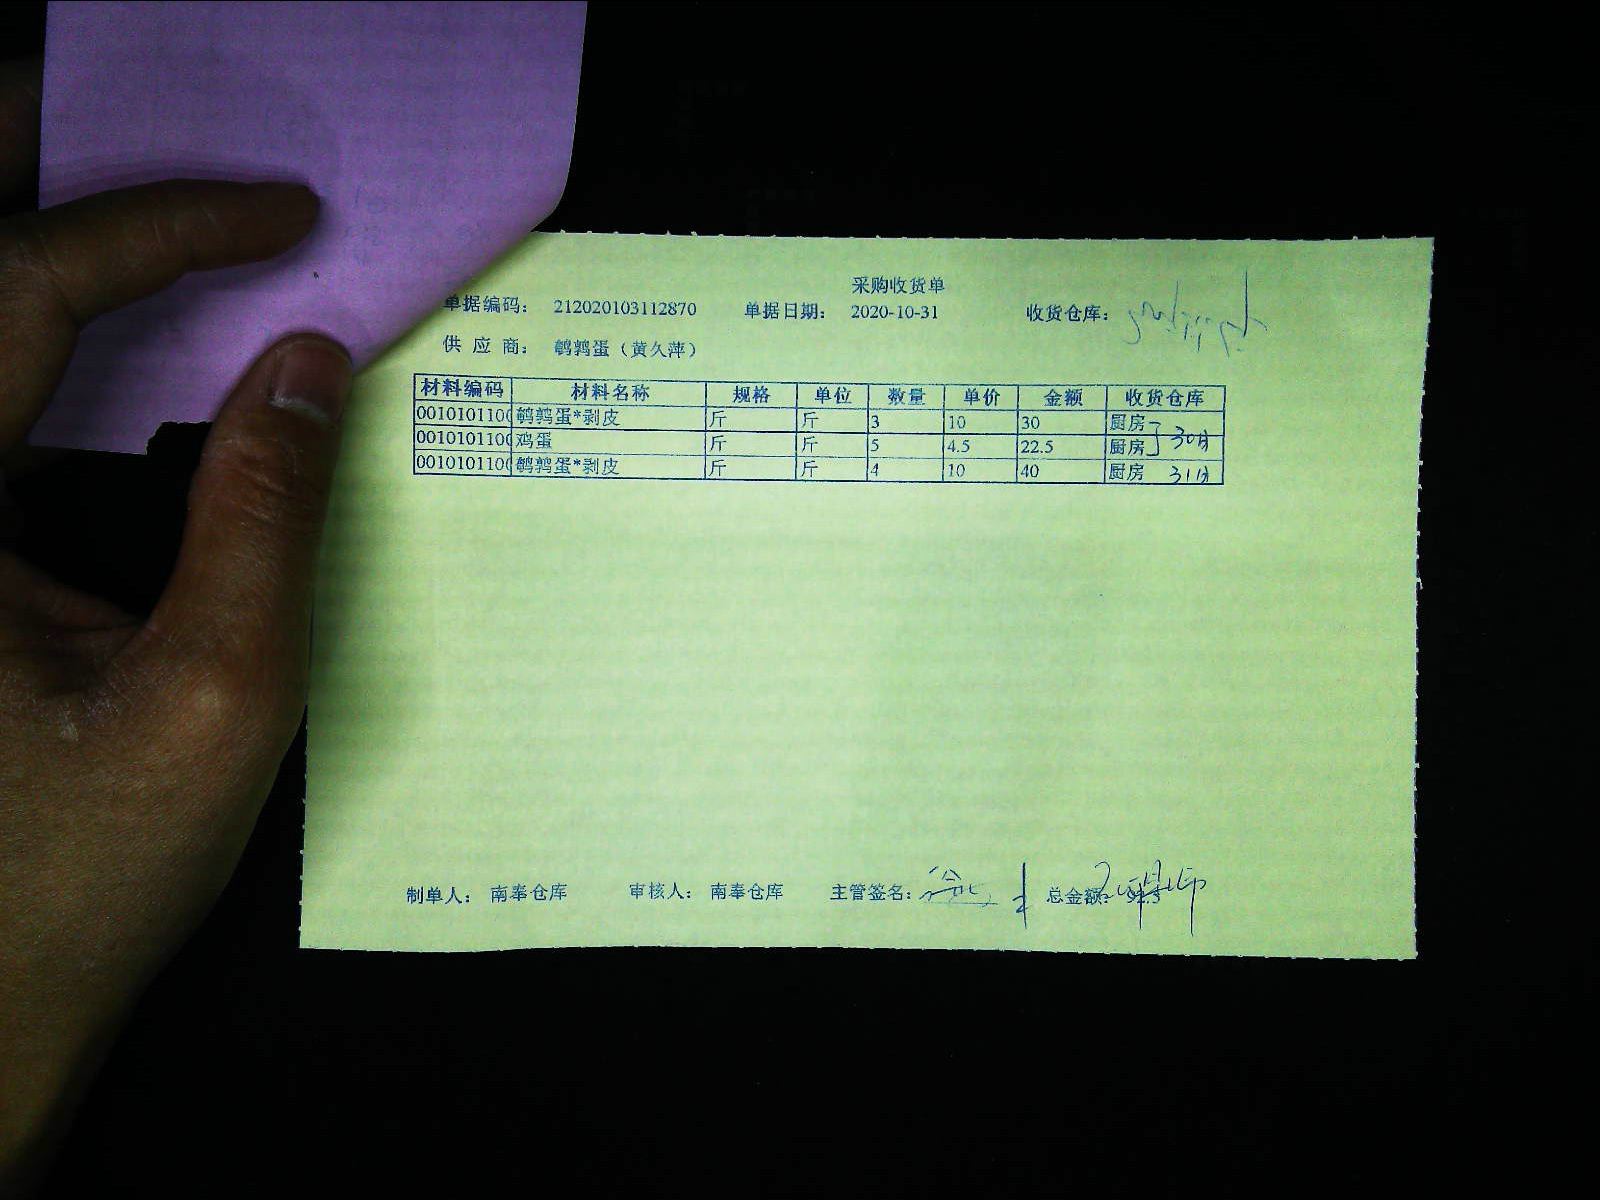 采购收货单
单据编码： 212020103112870 单据日期： 2020-10-31 收货仓库：
供 应 商： 鹌鹑蛋（黄久萍）
材料编码 材料名称 规格 单位 数量 单价 金额 收货仓库
0010101100 鹌鹑蛋*剥皮 斤 斤 3 10 30 厨房
0010101100 鸡蛋 斤 斤 5 4.5 22.5 厨房 30号
0010101100 鹌鹑蛋*剥皮 斤 斤 4 10 40 厨房 31号
制单人： 南奉仓库 审核人： 南奉仓库 主管签名： 总金额：